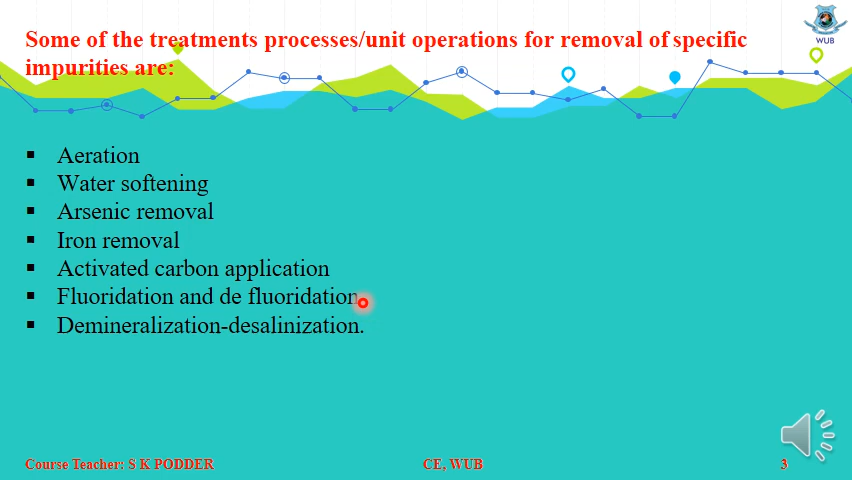 WUB
Some of the treatments processes/unit operations for removal of specific
impurities are:
▪ Aeration
▪ Water softening
▪ Arsenic removal
▪ Iron removal
▪ Activated carbon application
▪ Fluoridation and de fluoridation
▪ Demineralization-desalinization.
Course Teacher: S K PODDER CE, WUB 3